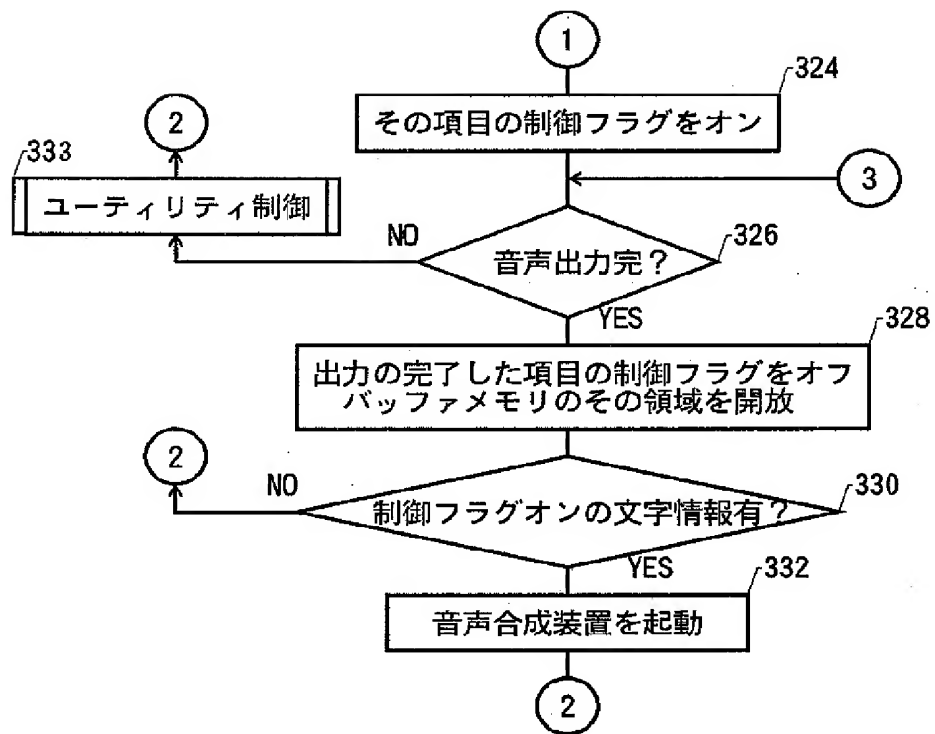 1
324
その項目の制御フラグをオン
2
3
333
ユーティリティ制御
NO
326
音声出力完？
YES
328
出力の完了した項目の制御フラグをオフ
バッファメモリのその領域を開放
2
NO
330
制御フラグオンの文字情報有？
YES
332
音声合成装置を起動
2